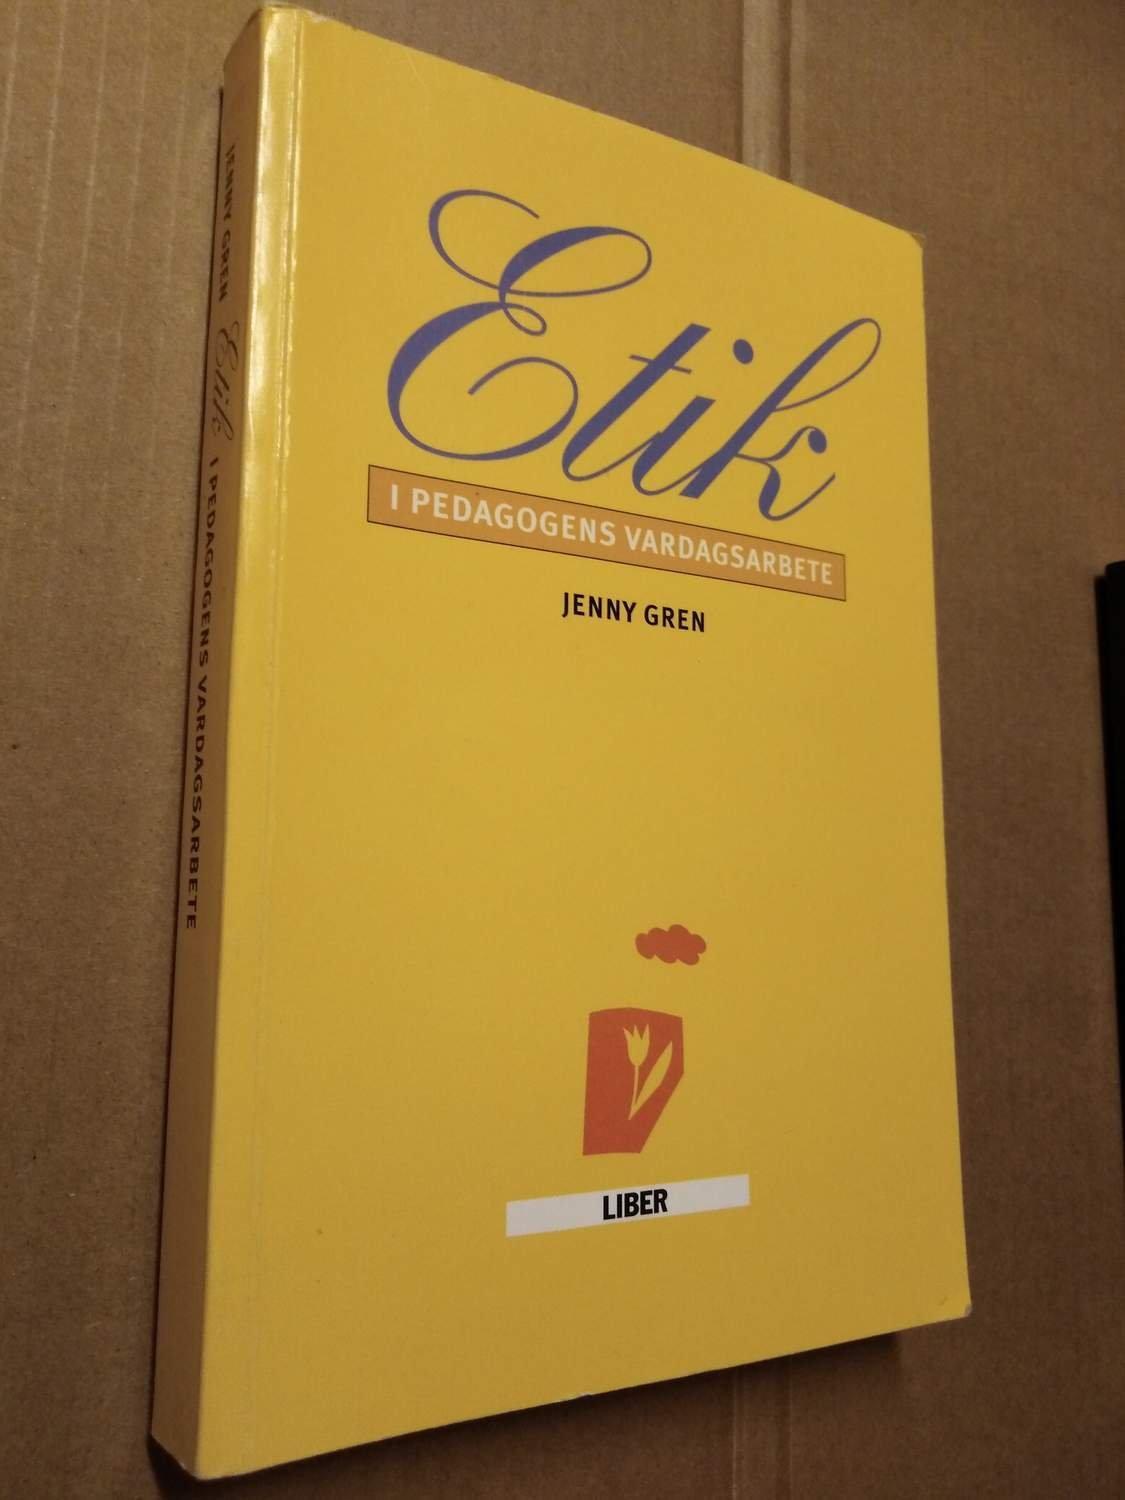 Etik
I PEDAGOGENS VARDAGSARBETE
JENNY GREN
LIBER
JENNY GREN Etik I PEDAGOGENS VARDAGSARBETE